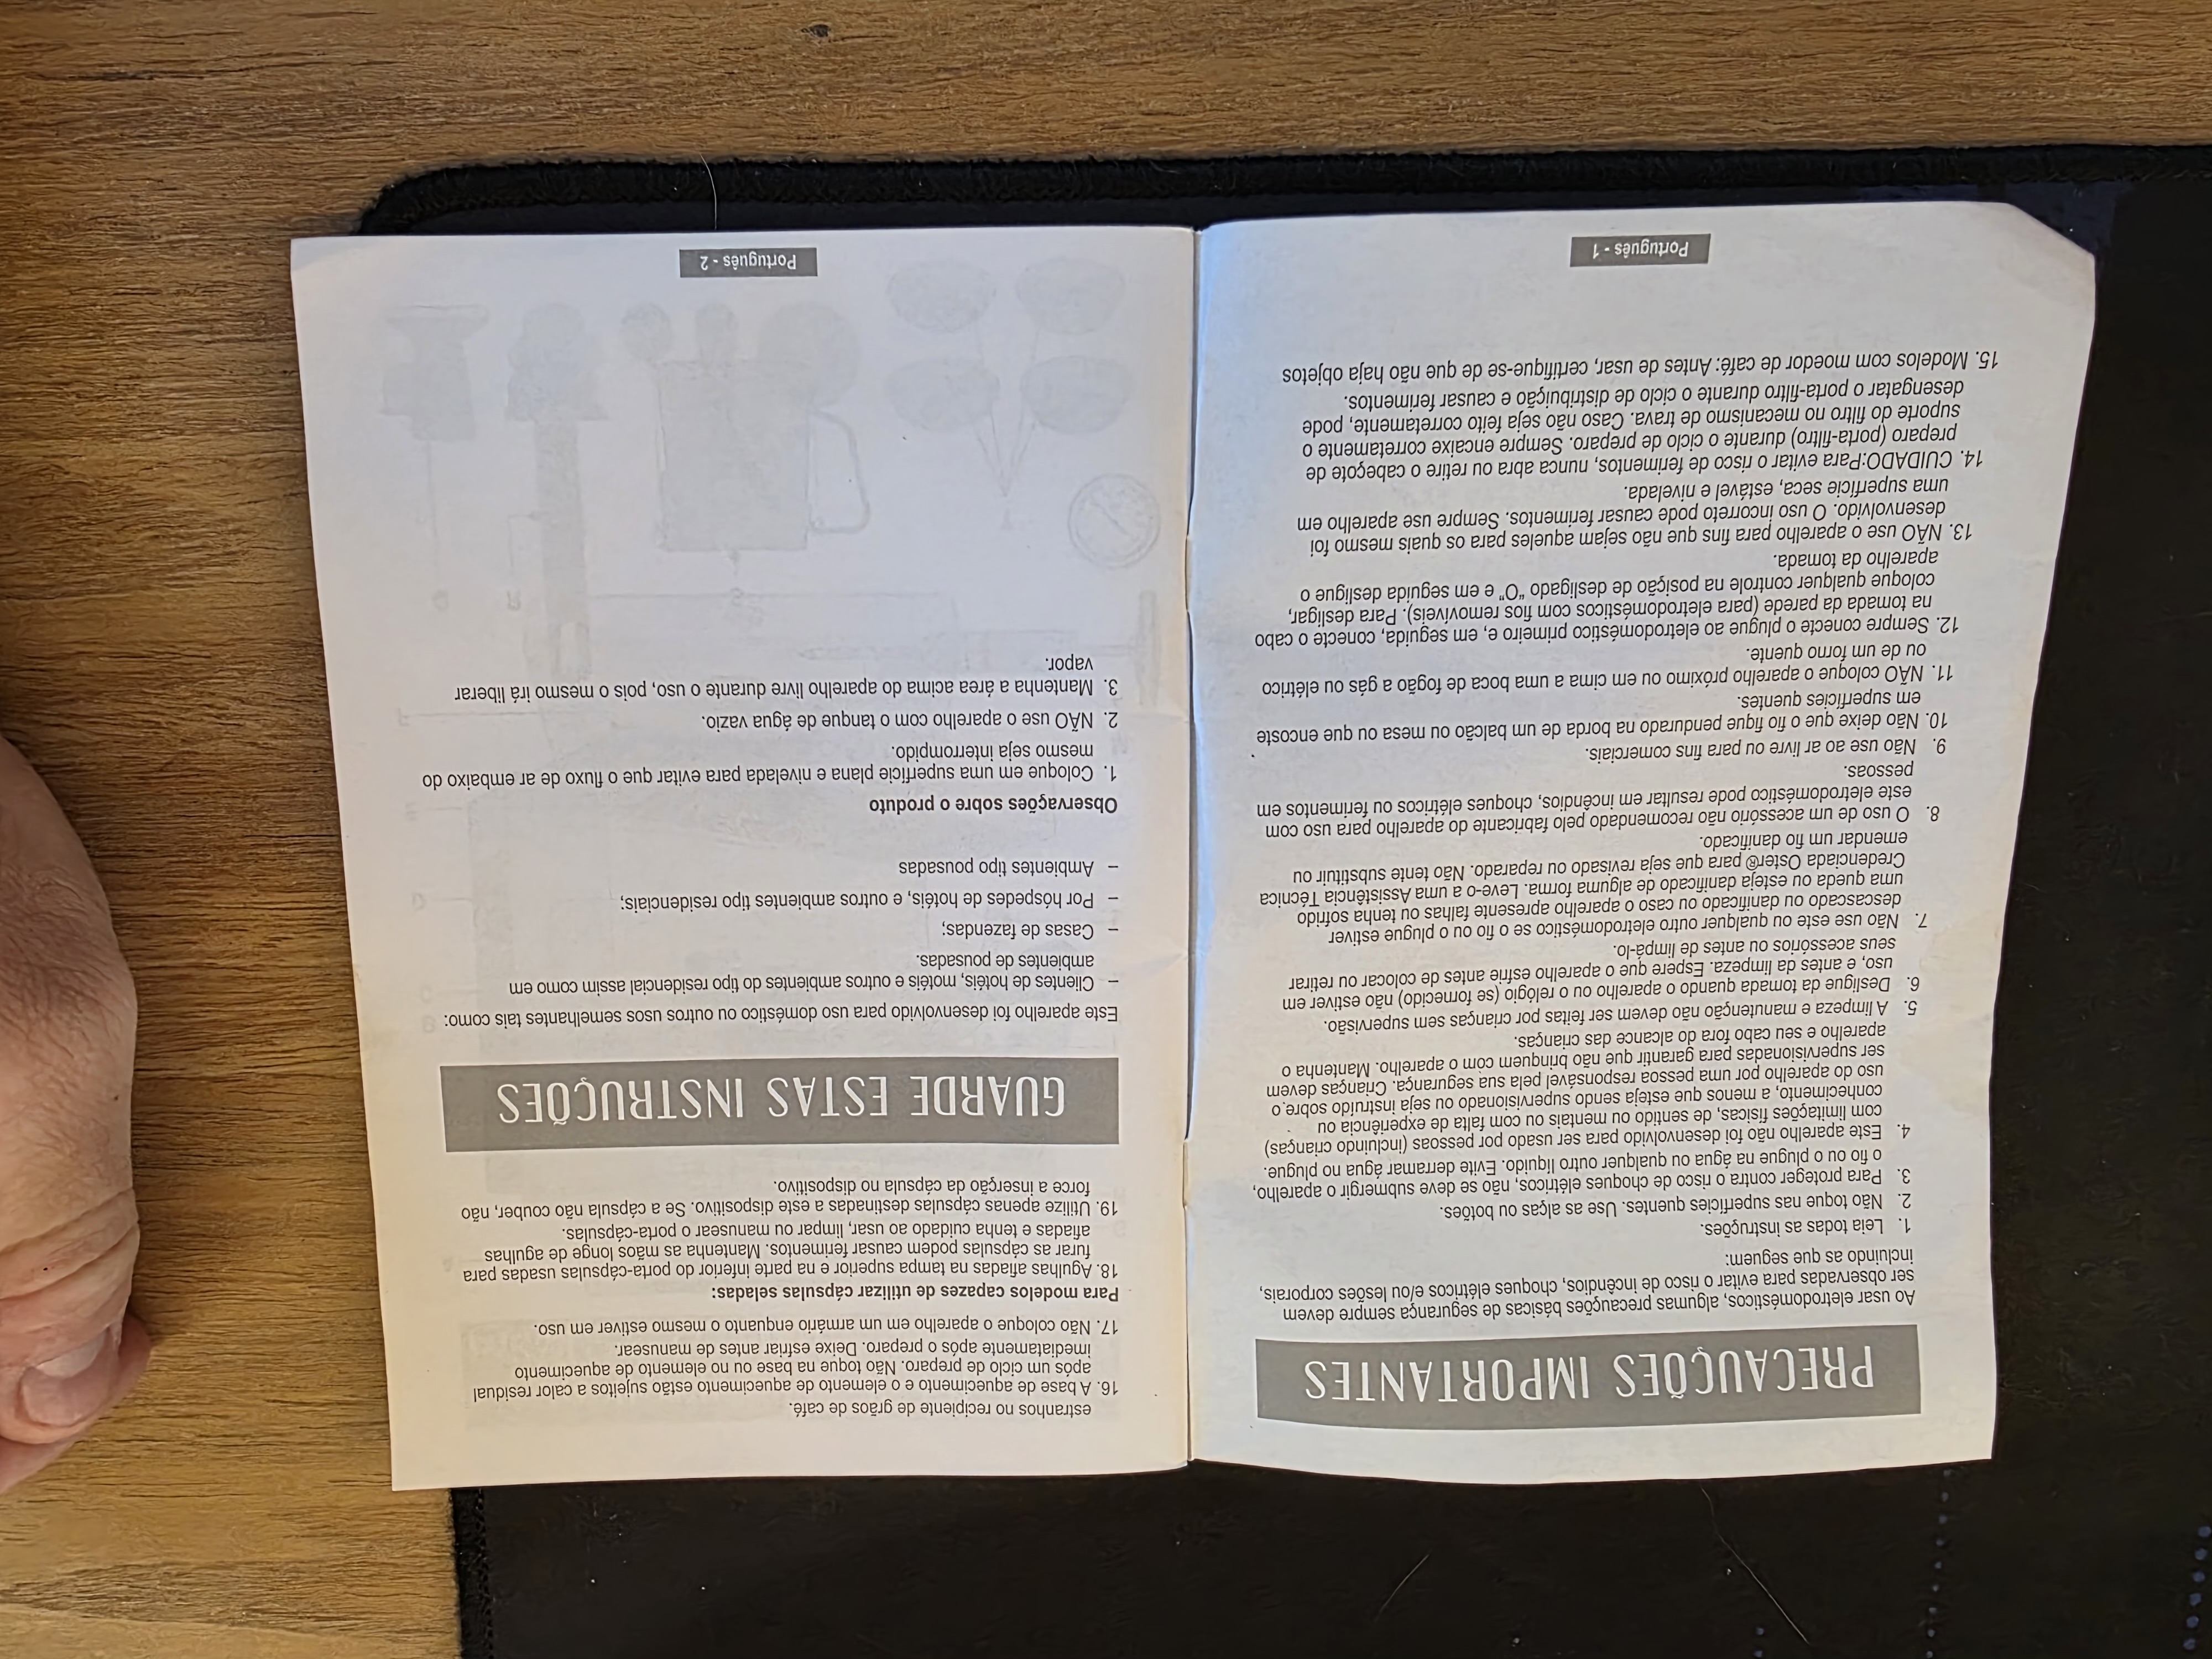 PRECAUÇÕES IMPORTANTES
Ao usar eletrodomésticos, algumas precauções básicas de segurança sempre devem
ser observadas para evitar o risco de incêndios, choques elétricos e/ou lesões corporais,
incluindo as que seguem:
1. Leia todas as instruções.
2. Não toque nas superfícies quentes. Use as alças ou botões.
3. Para proteger contra o risco de choques elétricos, não se deve submergir o aparelho,
o fio ou o plugue na água ou qualquer outro líquido. Evite derramar água no plugue.
4. Este aparelho não foi desenvolvido para ser usado por pessoas (incluindo crianças)
com limitações físicas, de sentido ou mentais ou com falta de experiência ou
conhecimento, a menos que esteja sendo supervisionado ou seja instruído sobre o
uso do aparelho por uma pessoa responsável pela sua segurança. Crianças devem
ser supervisionadas para garantir que não brinquem com o aparelho. Mantenha o
aparelho e seu cabo fora do alcance das crianças.
5. A limpeza e manutenção não devem ser feitas por crianças sem supervisão.
6. Desligue da tomada quando o aparelho ou o relógio (se fornecido) não estiver em
uso, e antes da limpeza. Espere que o aparelho esfrie antes de colocar ou retirar
seus acessórios ou antes de limpá-lo.
7. Não use este ou qualquer outro eletrodoméstico se o fio ou o plugue estiver
descascado ou danificado ou caso o aparelho apresente falhas ou tenha sofrido
uma queda ou esteja danificado de alguma forma. Leve-o a uma Assistência Técnica
Credenciada Oster® para que seja revisado ou reparado. Não tente substituir ou
emendar um fio danificado.
8. O uso de um acessório não recomendado pelo fabricante do aparelho para uso com
este eletrodoméstico pode resultar em incêndios, choques elétricos ou ferimentos em
pessoas.
9. Não use ao ar livre ou para fins comerciais.
10. Não deixe que o fio fique pendurado na borda de um balcão ou mesa ou que encoste
em superfícies quentes.
11. NÃO coloque o aparelho próximo ou em cima a uma boca de fogão a gás ou elétrico
ou de um forno quente.
12. Sempre conecte o plugue ao eletrodoméstico primeiro e, em seguida, conecte o cabo
na tomada da parede (para eletrodomésticos com fios removíveis). Para desligar,
coloque qualquer controle na posição de desligado “O” e em seguida desligue o
aparelho da tomada.
13. NÃO use o aparelho para fins que não sejam aqueles para os quais mesmo foi
desenvolvido. O uso incorreto pode causar ferimentos. Sempre use aparelho em
uma superfície seca, estável e nivelada.
14. CUIDADO:Para evitar o risco de ferimentos, nunca abra ou retire o cabeçote de
preparo (porta-filtro) durante o ciclo de preparo. Sempre encaixe corretamente o
suporte do filtro no mecanismo de trava. Caso não seja feito corretamente, pode
desengatar o porta-filtro durante o ciclo de distribuição e causar ferimentos.
15. Modelos com moedor de café: Antes de usar, certifique-se de que não haja objetos
Português - 1
estranhos no recipiente de grãos de café.
16. A base de aquecimento e o elemento de aquecimento estão sujeitos a calor residual
após um ciclo de preparo. Não toque na base ou no elemento de aquecimento
imediatamente após o preparo. Deixe esfriar antes de manusear.
17. Não coloque o aparelho em um armário enquanto o mesmo estiver em uso.
Para modelos capazes de utilizar cápsulas seladas:
18. Agulhas afiadas na tampa superior e na parte inferior do porta-cápsulas usadas para
furar as cápsulas podem causar ferimentos. Mantenha as mãos longe de agulhas
afiadas e tenha cuidado ao usar, limpar ou manusear o porta-cápsulas.
19. Utilize apenas cápsulas destinadas a este dispositivo. Se a cápsula não couber, não
force a inserção da cápsula no dispositivo.
GUARDE ESTAS INSTRUÇÕES
Este aparelho foi desenvolvido para uso doméstico ou outros usos semelhantes tais como:
– Clientes de hotéis, motéis e outros ambientes do tipo residencial assim como em
ambientes de pousadas.
– Casas de fazendas;
– Por hóspedes de hotéis, e outros ambientes tipo residenciais;
– Ambientes tipo pousadas
Observações sobre o produto
1. Coloque em uma superfície plana e nivelada para evitar que o fluxo de ar embaixo do
mesmo seja interrompido.
2. NÃO use o aparelho com o tanque de água vazio.
3. Mantenha a área acima do aparelho livre durante o uso, pois o mesmo irá liberar
vapor.
Português - 2